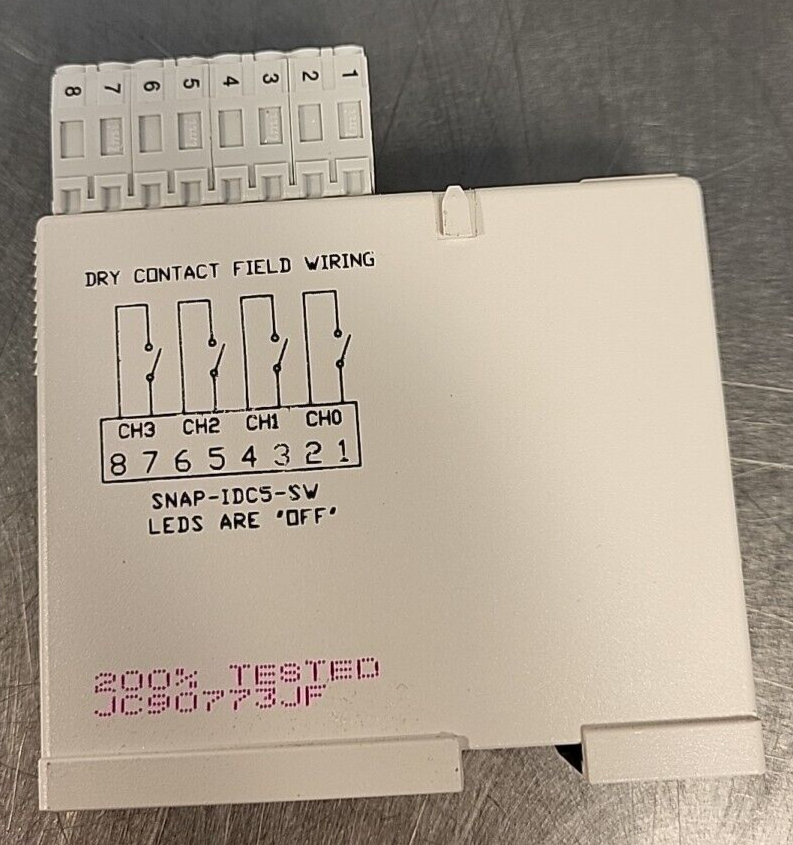 8 7 6 5 4 3 2 1
DRY CONTACT FIELD WIRING
CH3 CH2 CH1 CH0
8 7 6 5 4 3 2 1
SNAP-IDC5-SW
LEDS ARE "OFF"
200% TESTED
JC90773JF